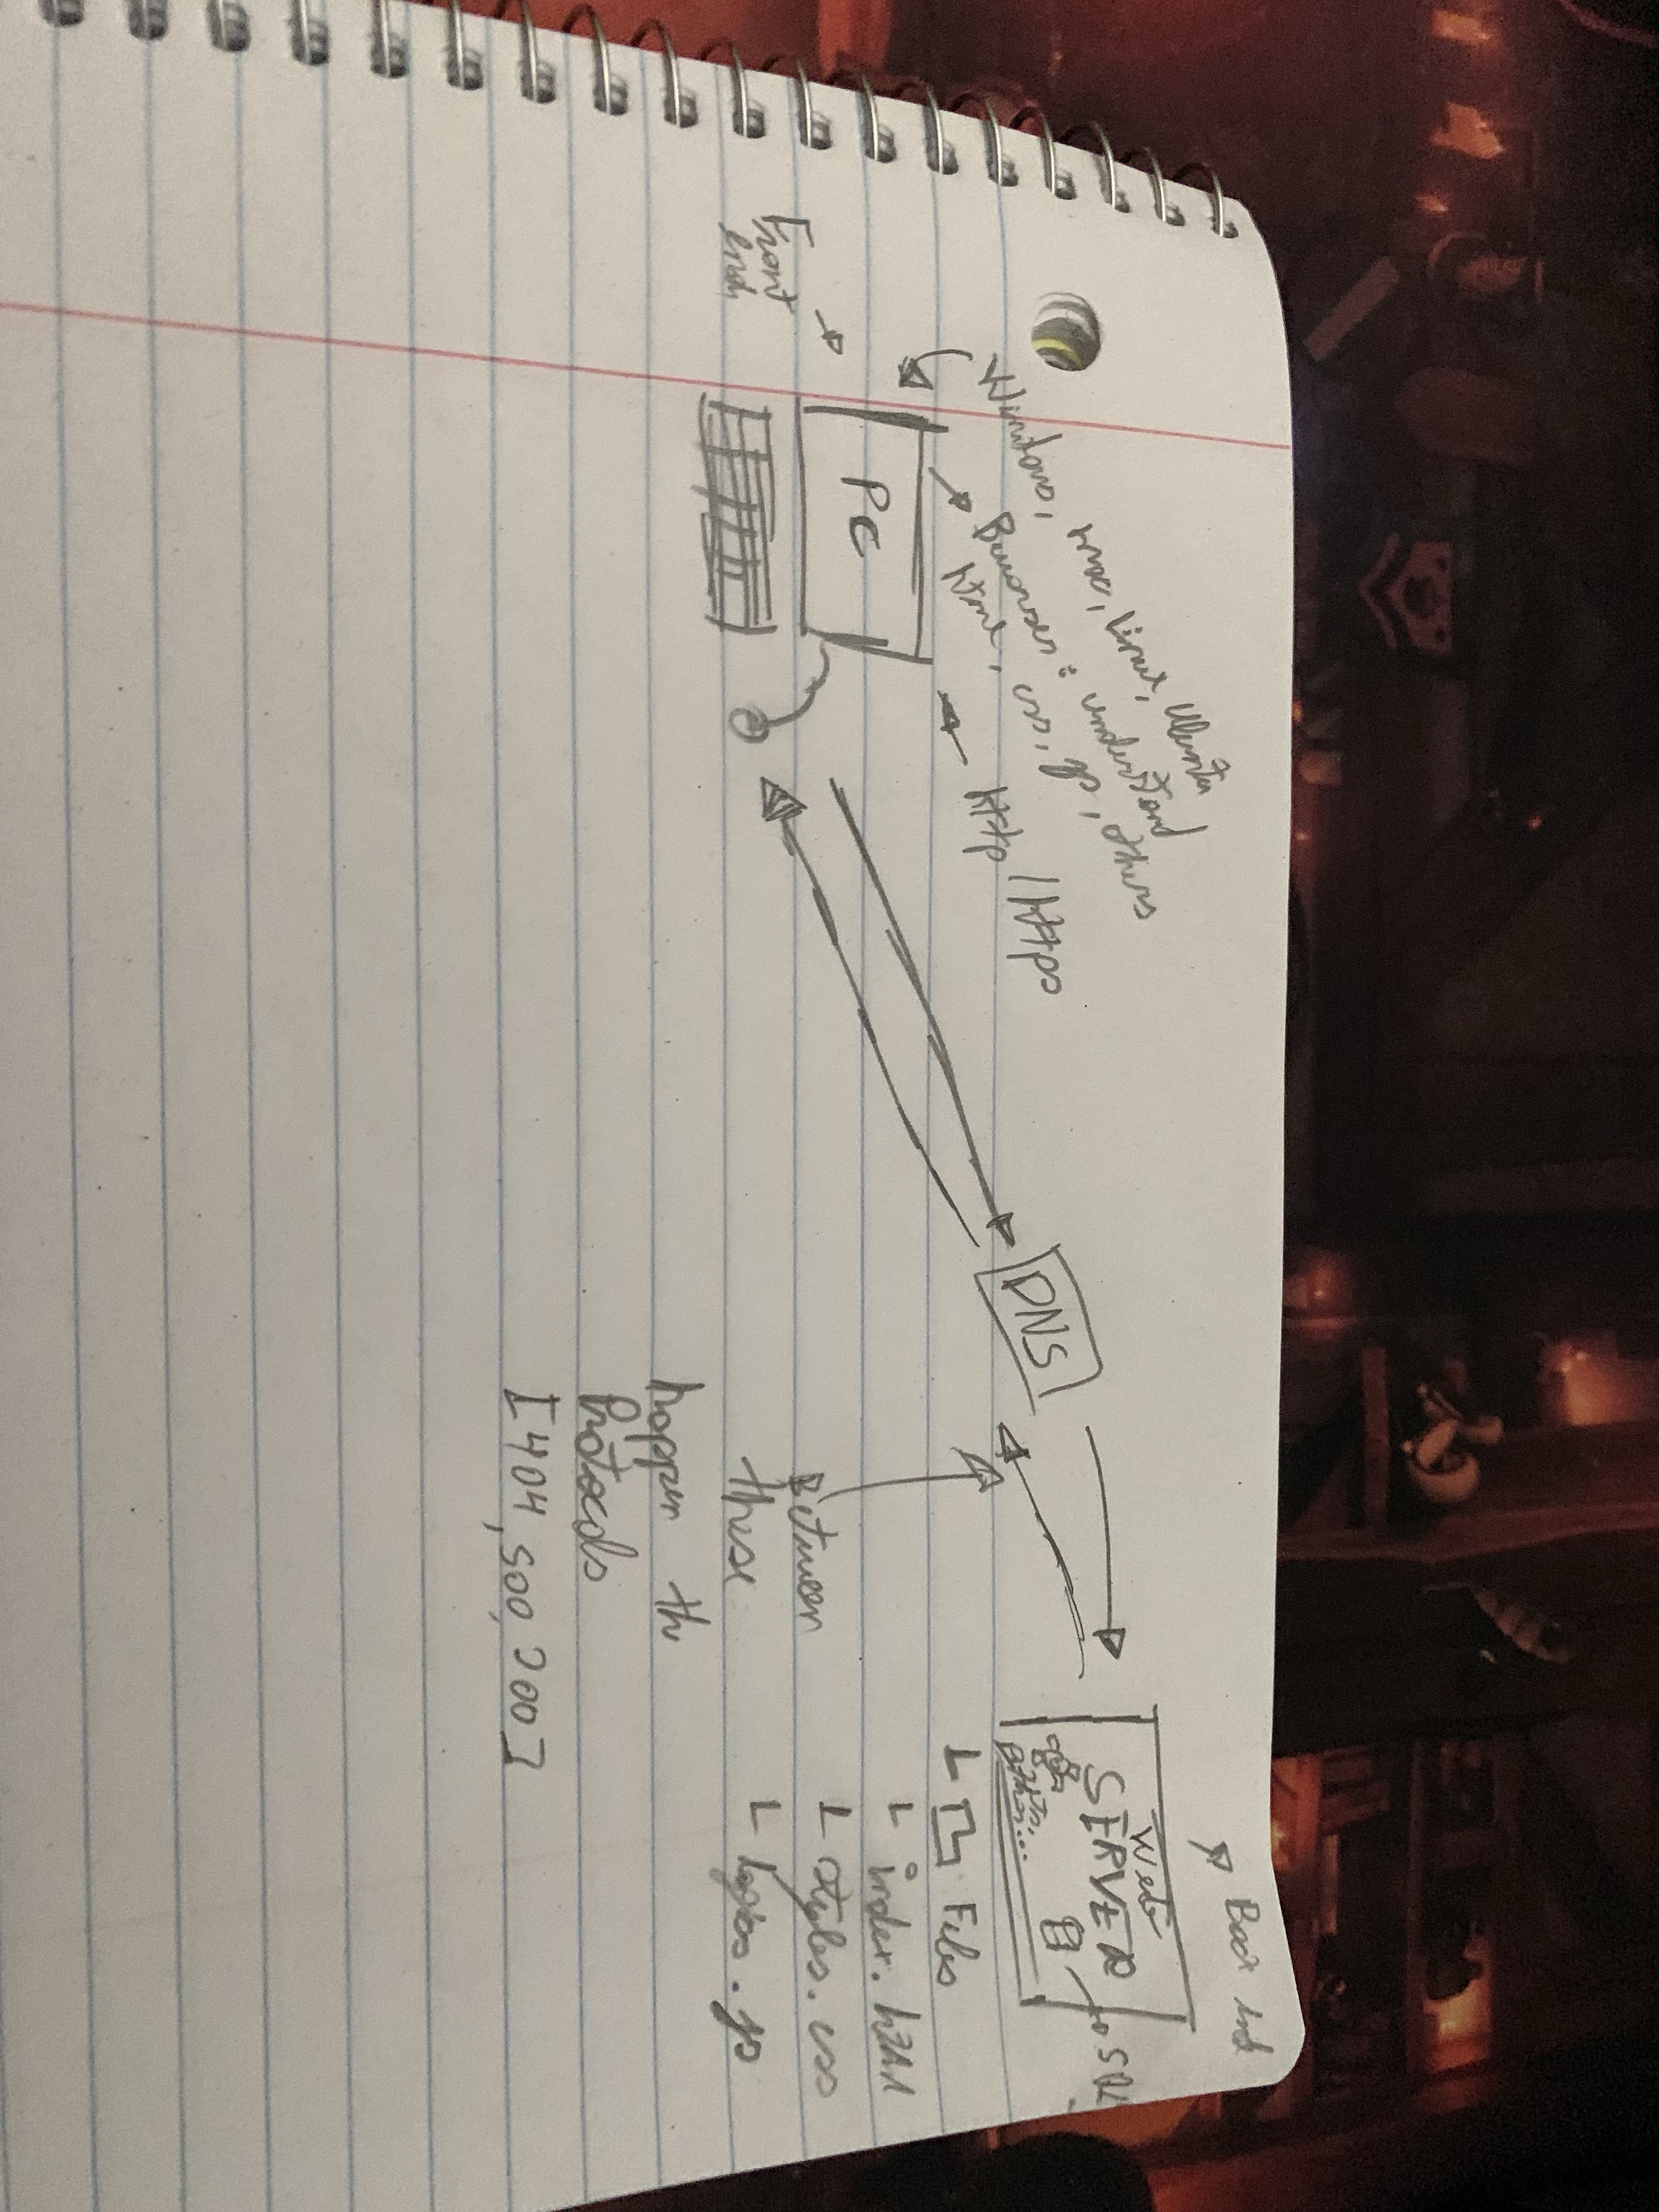 Windows, mac, linux, Ubuntu
Browser: understand
Html, css, js, others
Http / Https
Front
End
PC
DNS
Back End
Web
SERVER
SQL
Python...
Files
index.html
styles.css
logics.js
Between
these
happen the
Protocols
[404, 500, 200]